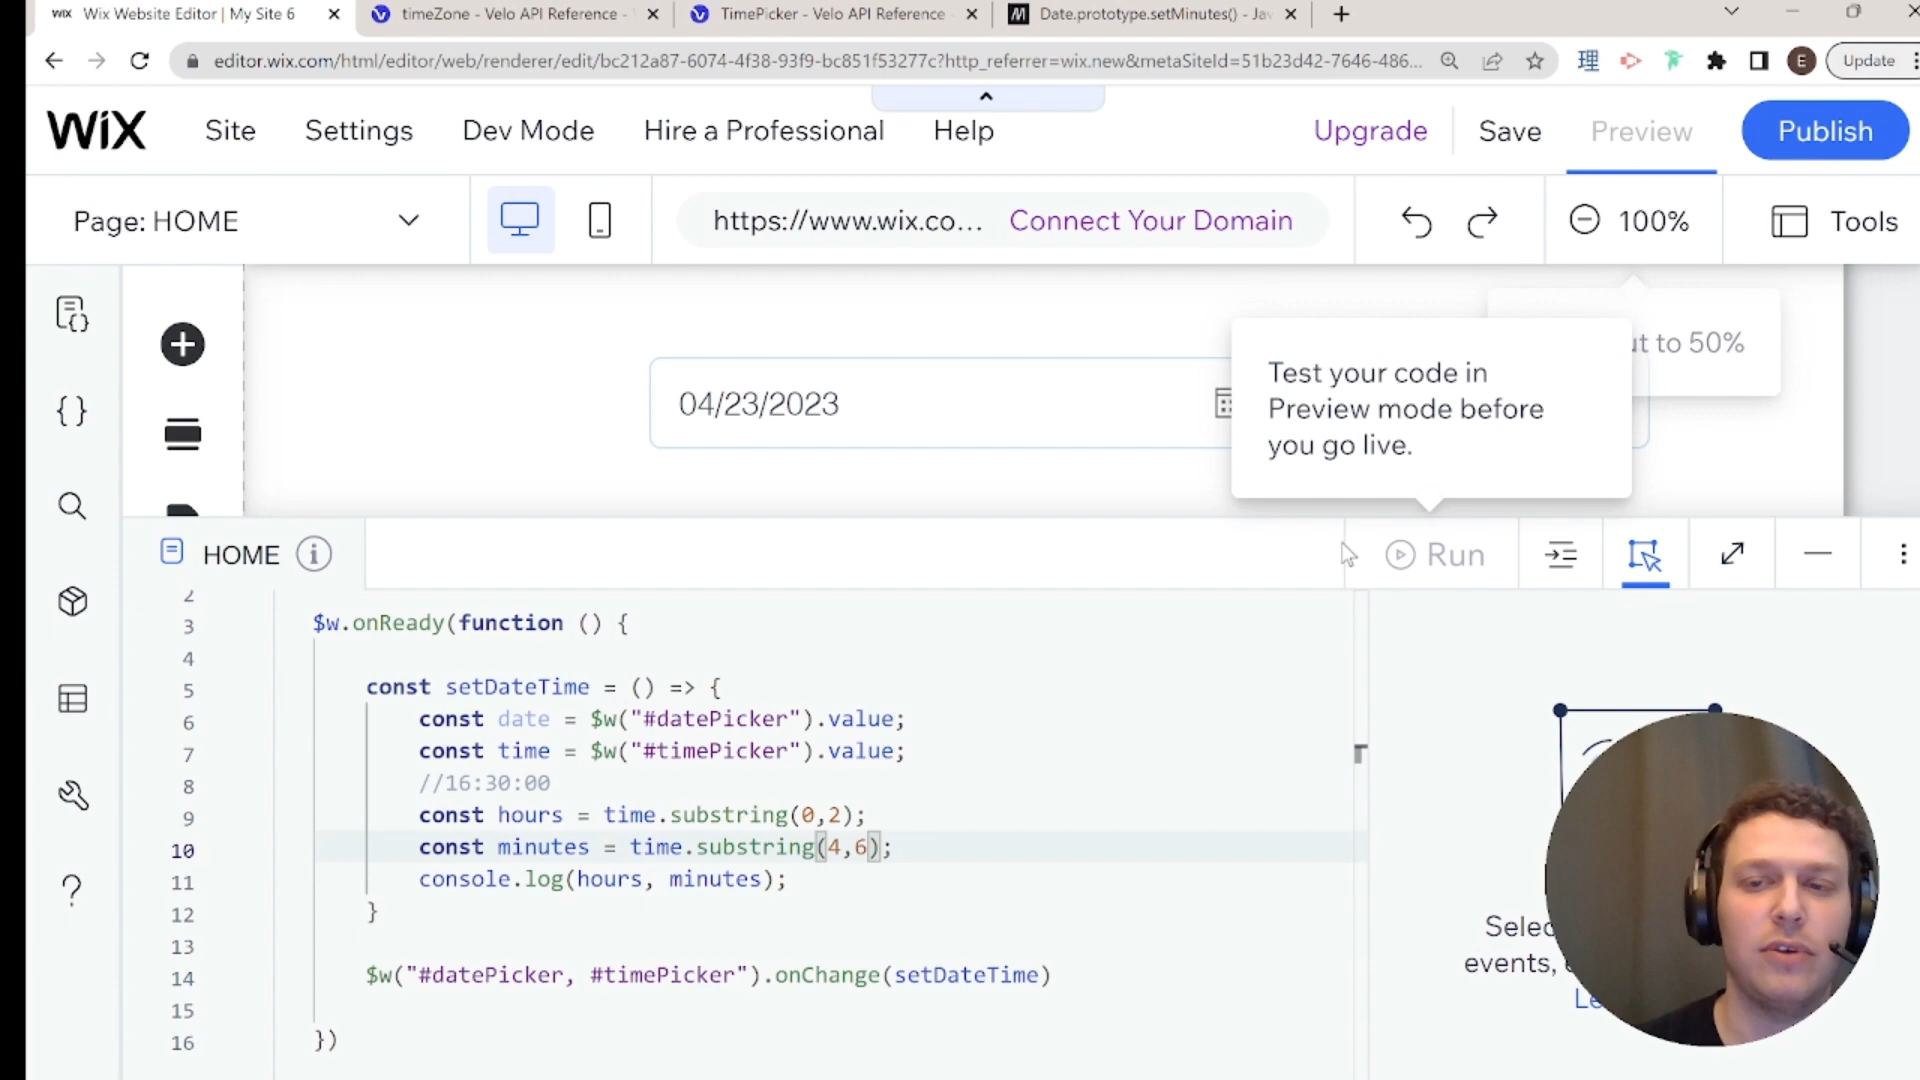 WiX Wix Website Editor | My Site 6
timeZone - Velo API Reference -
TimePicker - Velo API Reference -
Date.prototype.setMinutes() - Jav
editor.wix.com/html/editor/web/renderer/edit/bc212a87-6074-4f38-93f9-bc851f53277c?http_referrer=wix.new&metaSiteId=51b23d42-7646-486...
理
E
Update
WiX
Site
Settings
Dev Mode
Hire a Professional
Help
Upgrade
Save
Preview
Publish
Page: HOME
https://www.wix.co...
Connect Your Domain
100%
Tools
04/23/2023
to 50%
Test your code in
Preview mode before
you go live.
HOME
Run
2
3 $w.onReady(function () {
4
5 const setDateTime = () => {
6 const date = $w("#datePicker").value;
7 const time = $w("#timePicker").value;
8 //16:30:00
9 const hours = time.substring(0,2);
10 const minutes = time.substring(4,6);
11 console.log(hours, minutes);
12 }
13
14 $w("#datePicker, #timePicker").onChange(setDateTime)
15
16 })
events,